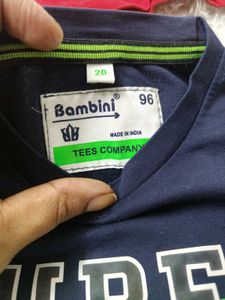 20
Bambini®
96
MADE IN INDIA
TEES COMPANY